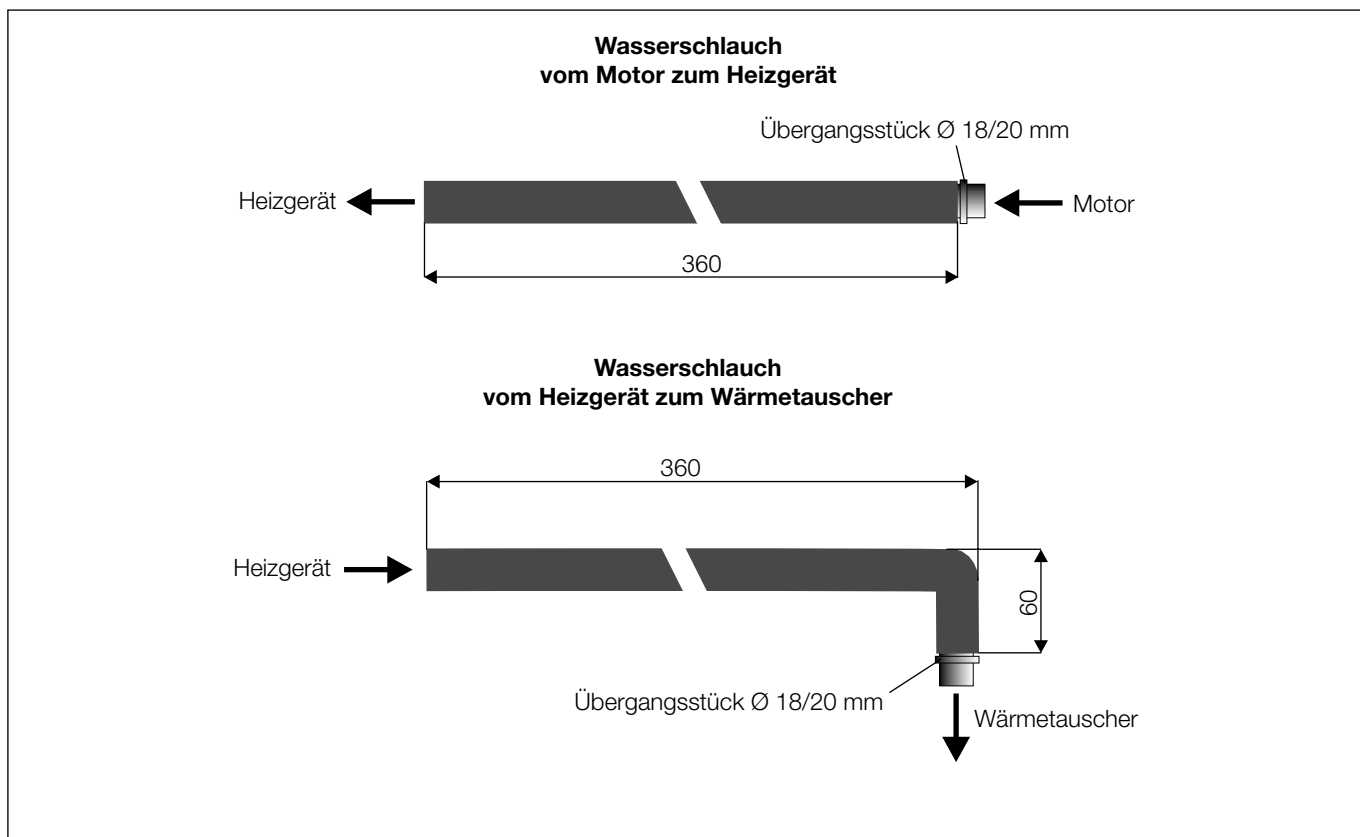 Wasserschlauch
vom Motor zum Heizgerät
Übergangsstück Ø 18/20 mm
Heizgerät
Motor
360
Wasserschlauch
vom Heizgerät zum Wärmetauscher
360
Heizgerät
60
Übergangsstück Ø 18/20 mm
Wärmetauscher